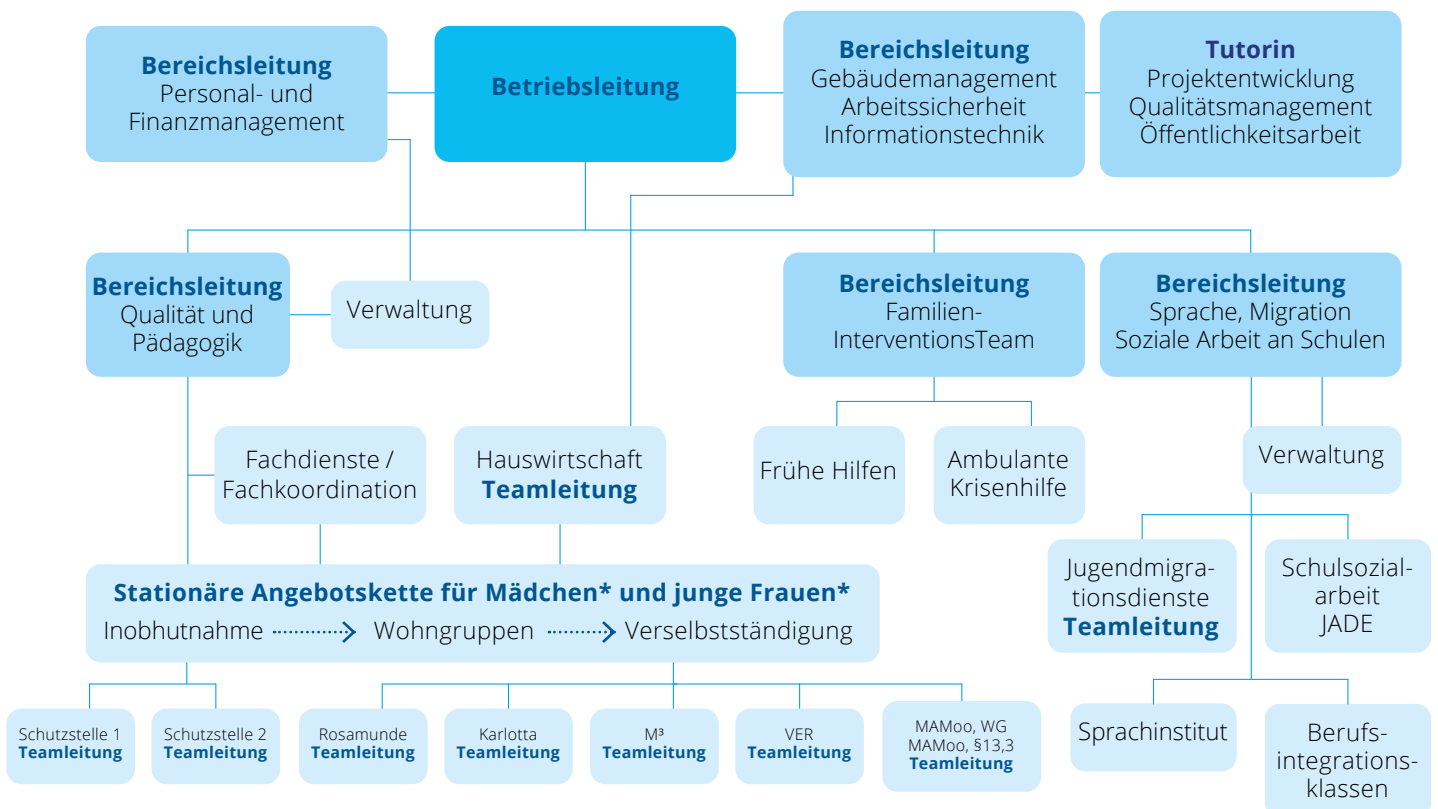 Bereichsleitung
Personal- und
Finanzmanagement
Betriebsleitung
Bereichsleitung
Gebäudemanagement
Arbeitssicherheit
Informationstechnik
Tutorin
Projektentwicklung
Qualitätsmanagement
Öffentlichkeitsarbeit
Bereichsleitung
Qualität und
Pädagogik
Verwaltung
Bereichsleitung
Familien-
InterventionsTeam
Bereichsleitung
Sprache, Migration
Soziale Arbeit an Schulen
Fachdienste /
Fachkoordination
Hauswirtschaft
Teamleitung
Frühe Hilfen
Ambulante
Krisenhilfe
Verwaltung
Stationäre Angebotskette für Mädchen* und junge Frauen*
Inobhutnahme Wohngruppen Verselbstständigung
Jugendmigra-
tionsdienste
Teamleitung
Schulsozial-
arbeit
JADE
Schutzstelle 1
Teamleitung
Schutzstelle 2
Teamleitung
Rosamunde
Teamleitung
Karlotta
Teamleitung
M³
Teamleitung
VER
Teamleitung
MAMoo, WG
MAMoo, §13,3
Teamleitung
Sprachinstitut
Berufs-
integrations-
klassen